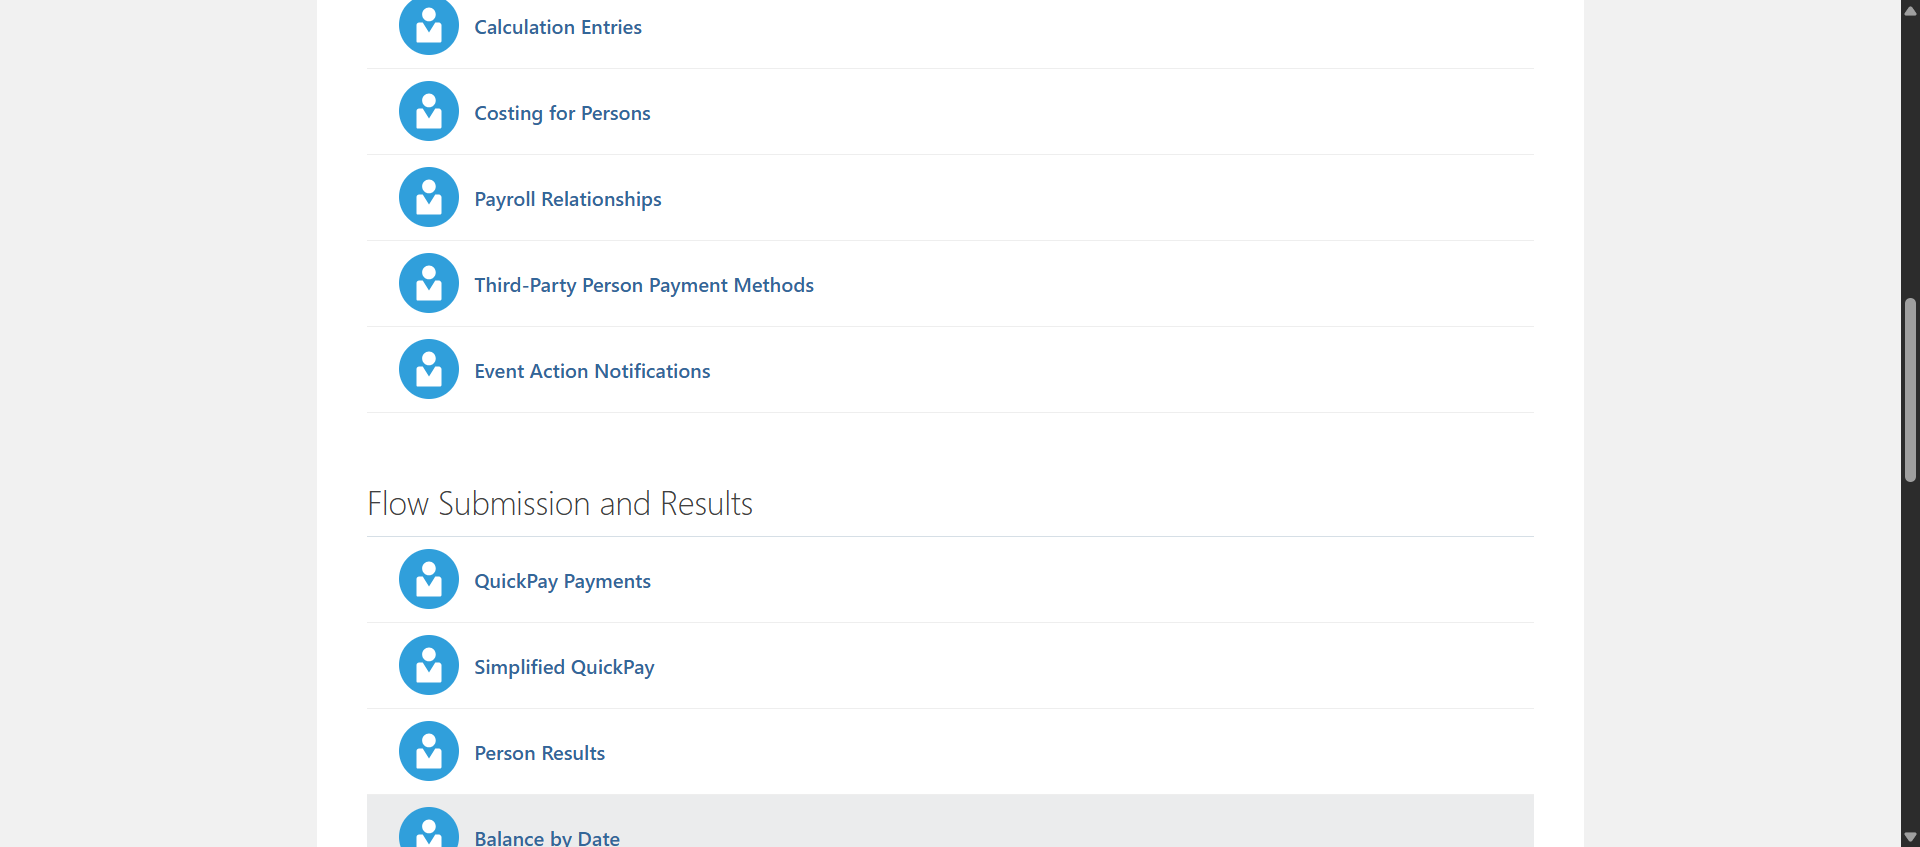 Calculation Entries
Costing for Persons
Payroll Relationships
Third-Party Person Payment Methods
Event Action Notifications
Flow Submission and Results
QuickPay Payments
Simplified QuickPay
Person Results
Balance by Date